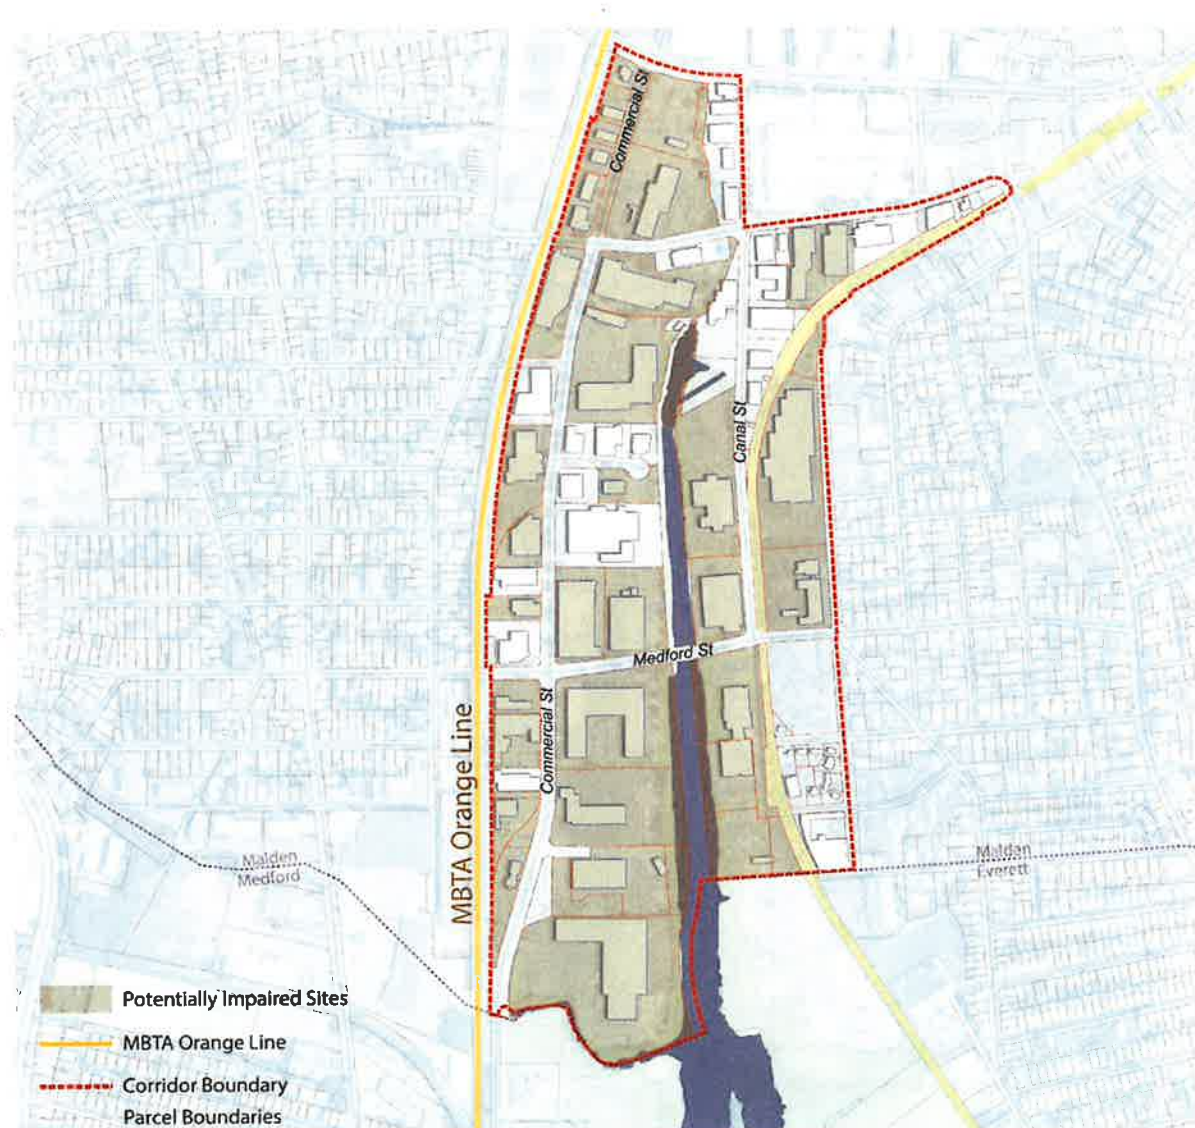 Commercial St
Canal St
Medford St
Commercial St
MBTA Orange Line
Malden
Medford
Malden
Everett
Potentially Impaired Sites
MBTA Orange Line
Corridor Boundary
Parcel Boundaries